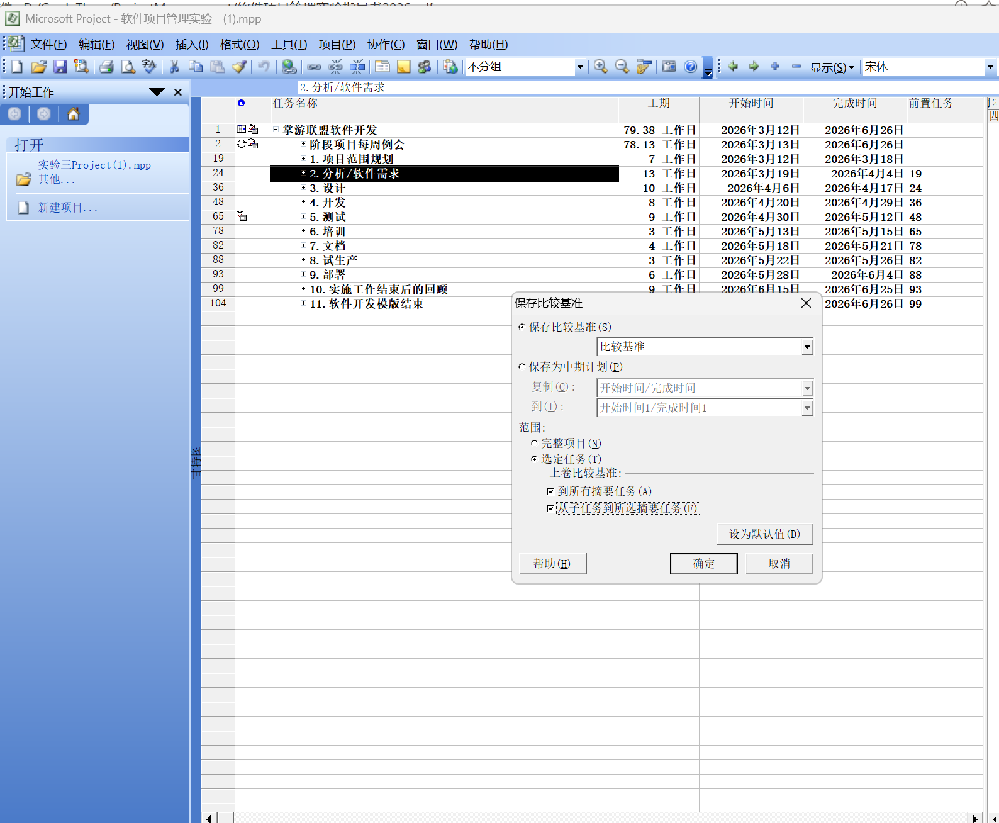 Microsoft Project - 软件项目管理实验一(1).mpp
文件(F) 编辑(E) 视图(V) 插入(I) 格式(O) 工具(T) 项目(P) 协作(C) 窗口(W) 帮助(H)
不分组 显示(S) 宋体
开始工作
2.分析/软件需求
打开
实验三Project(1).mpp
其他...
新建项目...
甘特图
任务名称 工期 开始时间 完成时间 前置任务
四
1 掌游联盟软件开发 79.38 工作日 2026年3月12日 2026年6月26日
2 阶段项目每周例会 78.13 工作日 2026年3月13日 2026年6月26日
19 1.项目范围规划 7 工作日 2026年3月12日 2026年3月18日
24 2.分析/软件需求 13 工作日 2026年3月19日 2026年4月4日 19
36 3.设计 10 工作日 2026年4月6日 2026年4月17日 24
48 4.开发 8 工作日 2026年4月20日 2026年4月29日 36
65 5.测试 9 工作日 2026年4月30日 2026年5月12日 48
78 6.培训 3 工作日 2026年5月13日 2026年5月15日 65
82 7.文档 4 工作日 2026年5月18日 2026年5月21日 78
88 8.试生产 3 工作日 2026年5月22日 2026年5月26日 82
93 9.部署 6 工作日 2026年5月28日 2026年6月4日 88
99 10.实施工作结束后的回顾 9 工作日 2026年6月15日 2026年6月25日 93
104 11.软件开发模版结束 2026年6月26日 99
保存比较基准
保存比较基准(S)
比较基准
保存为中期计划(P)
复制(C): 开始时间/完成时间
到(I): 开始时间1/完成时间1
范围:
完整项目(N)
选定任务(T)
上卷比较基准:
到所有摘要任务(A)
从子任务到所选摘要任务(F)
设为默认值(D)
帮助(H) 确定 取消